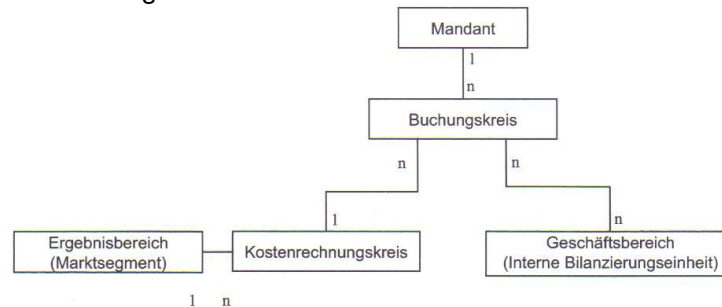 g
Mandant
1
n
Buchungskreis
n
n
1
n
Ergebnisbereich
(Marktsegment)
Kostenrechnungskreis
Geschäftsbereich
(Interne Bilanzierungseinheit)
1 n